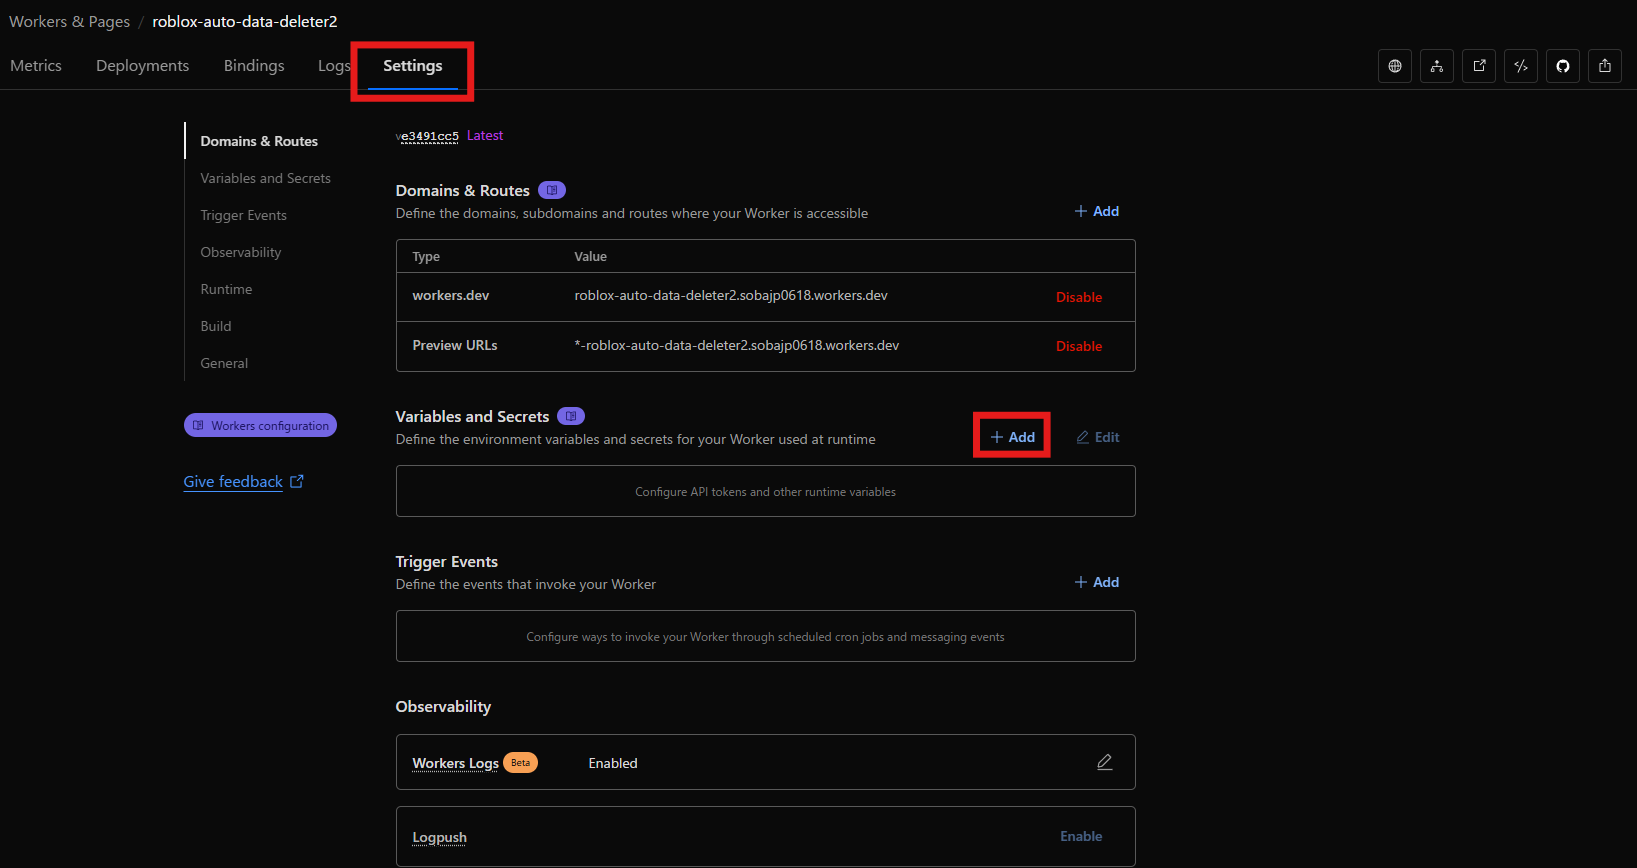 Workers & Pages / roblox-auto-data-deleter2
Metrics Deployments Bindings Logs Settings
Domains & Routes
Variables and Secrets
Trigger Events
Observability
Runtime
Build
General
Workers configuration
Give feedback
ve3491cc5 Latest
Domains & Routes
Define the domains, subdomains and routes where your Worker is accessible
+ Add
Type Value
workers.dev roblox-auto-data-deleter2.sobajp0618.workers.dev Disable
Preview URLs *-roblox-auto-data-deleter2.sobajp0618.workers.dev Disable
Variables and Secrets
Define the environment variables and secrets for your Worker used at runtime
+ Add Edit
Configure API tokens and other runtime variables
Trigger Events
Define the events that invoke your Worker
+ Add
Configure ways to invoke your Worker through scheduled cron jobs and messaging events
Observability
Workers Logs Beta Enabled
Logpush Enable